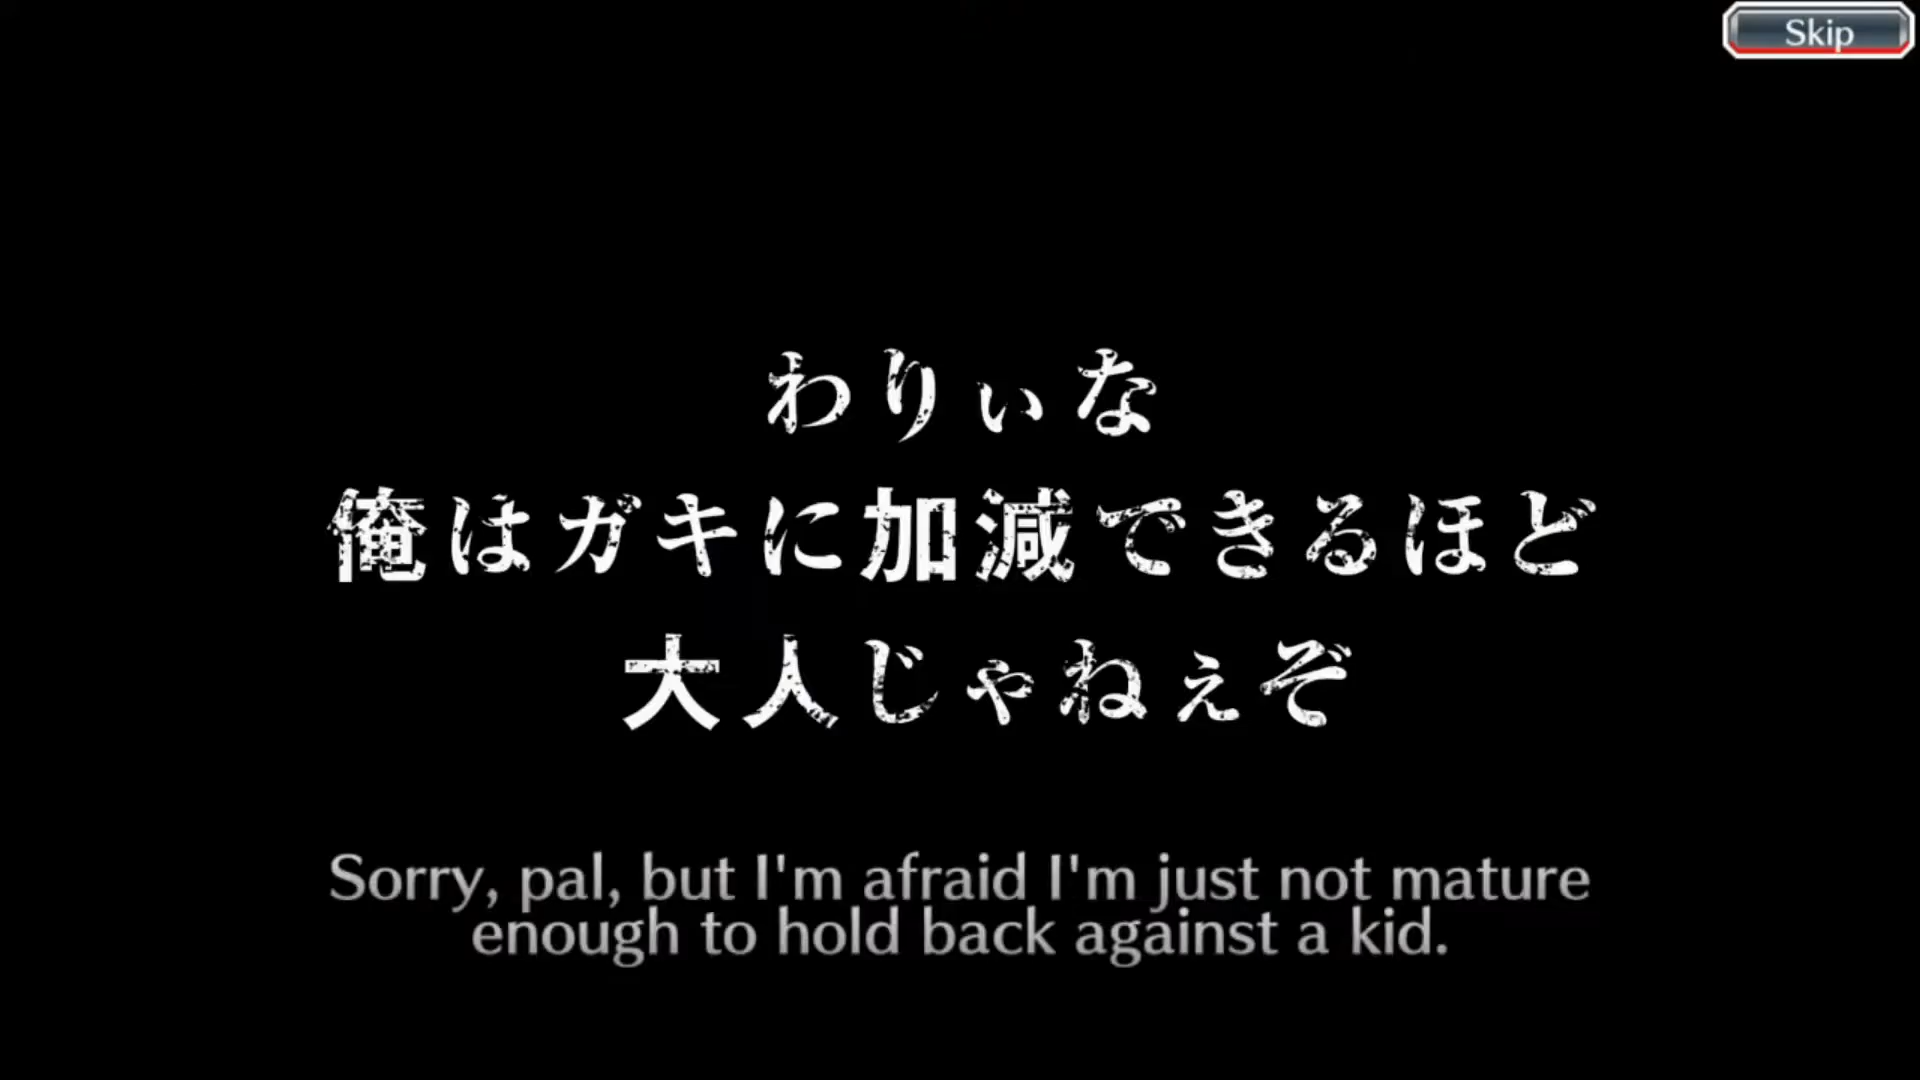 Skip
わりぃな
俺はガキに加減できるほど
大人じゃねぇぞ
Sorry, pal, but I'm afraid I'm just not mature
enough to hold back against a kid.